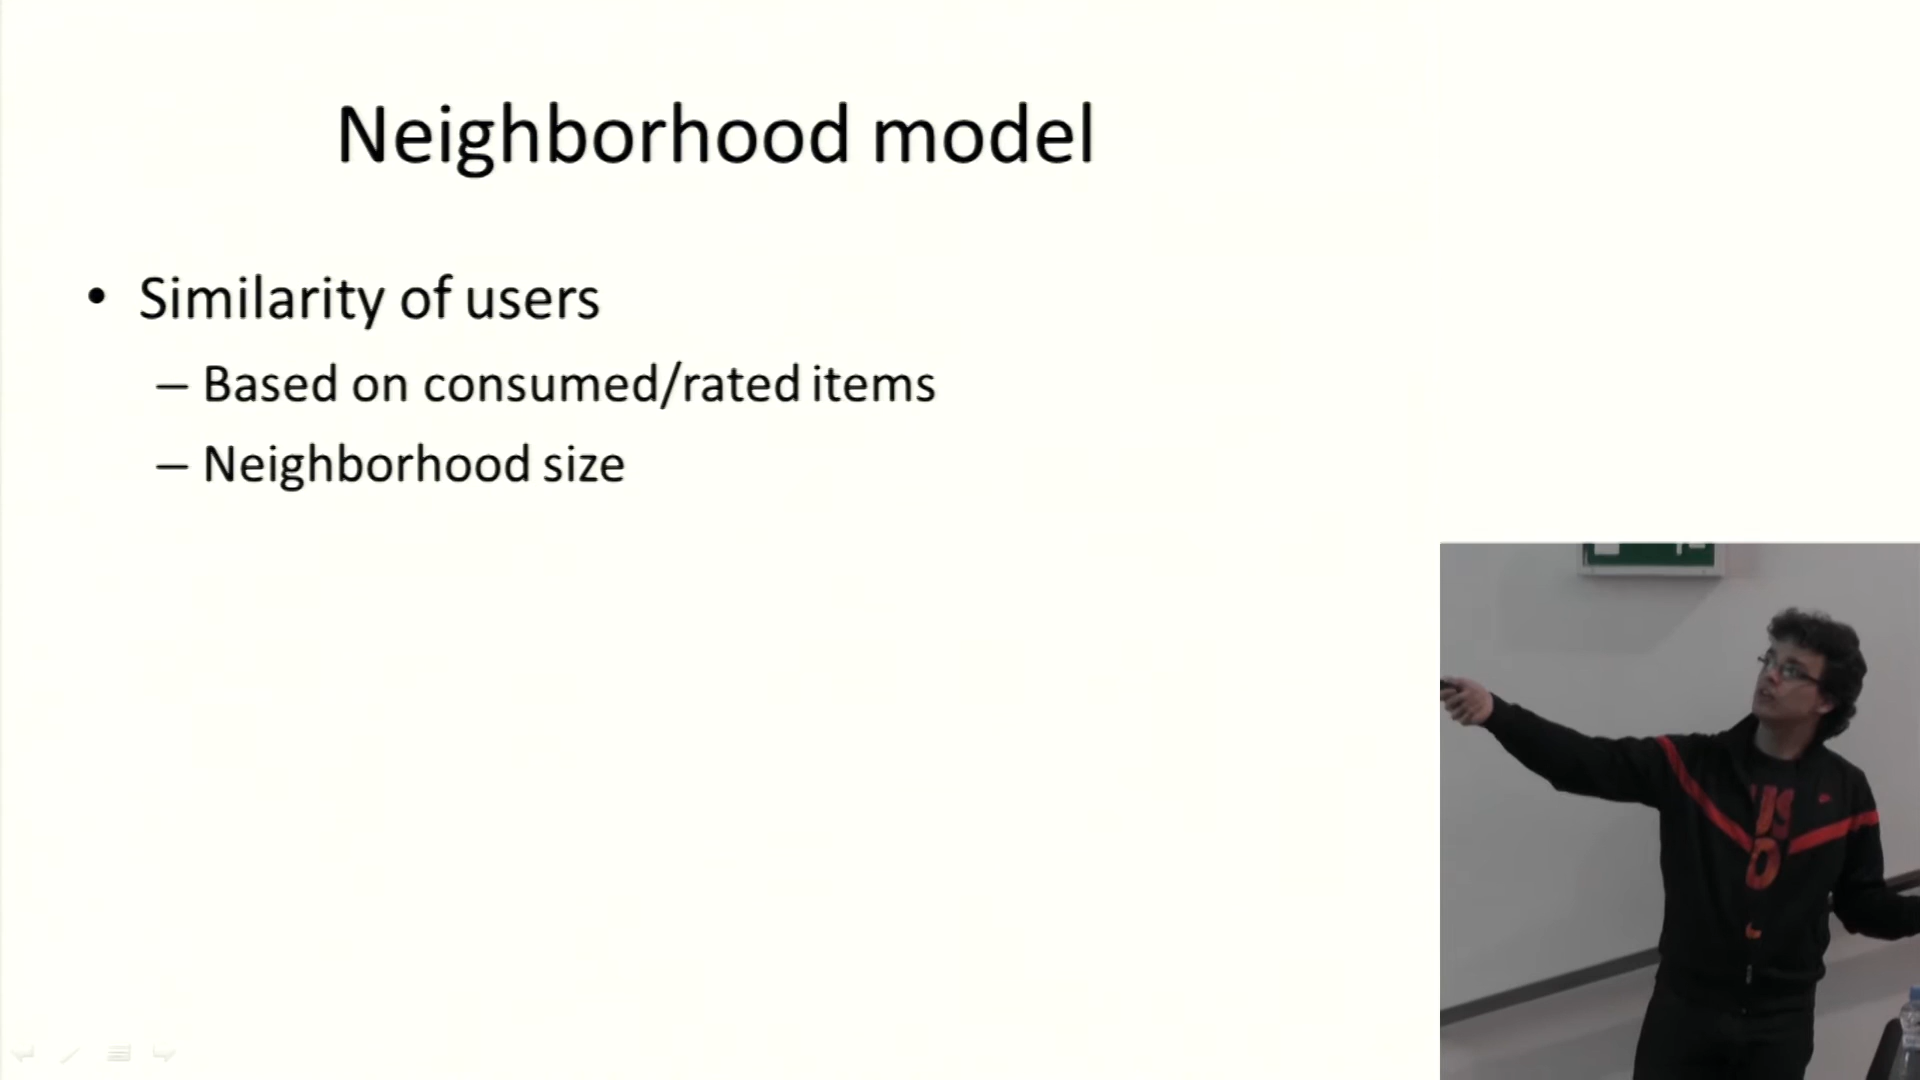 Neighborhood model
• Similarity of users
– Based on consumed/rated items
– Neighborhood size